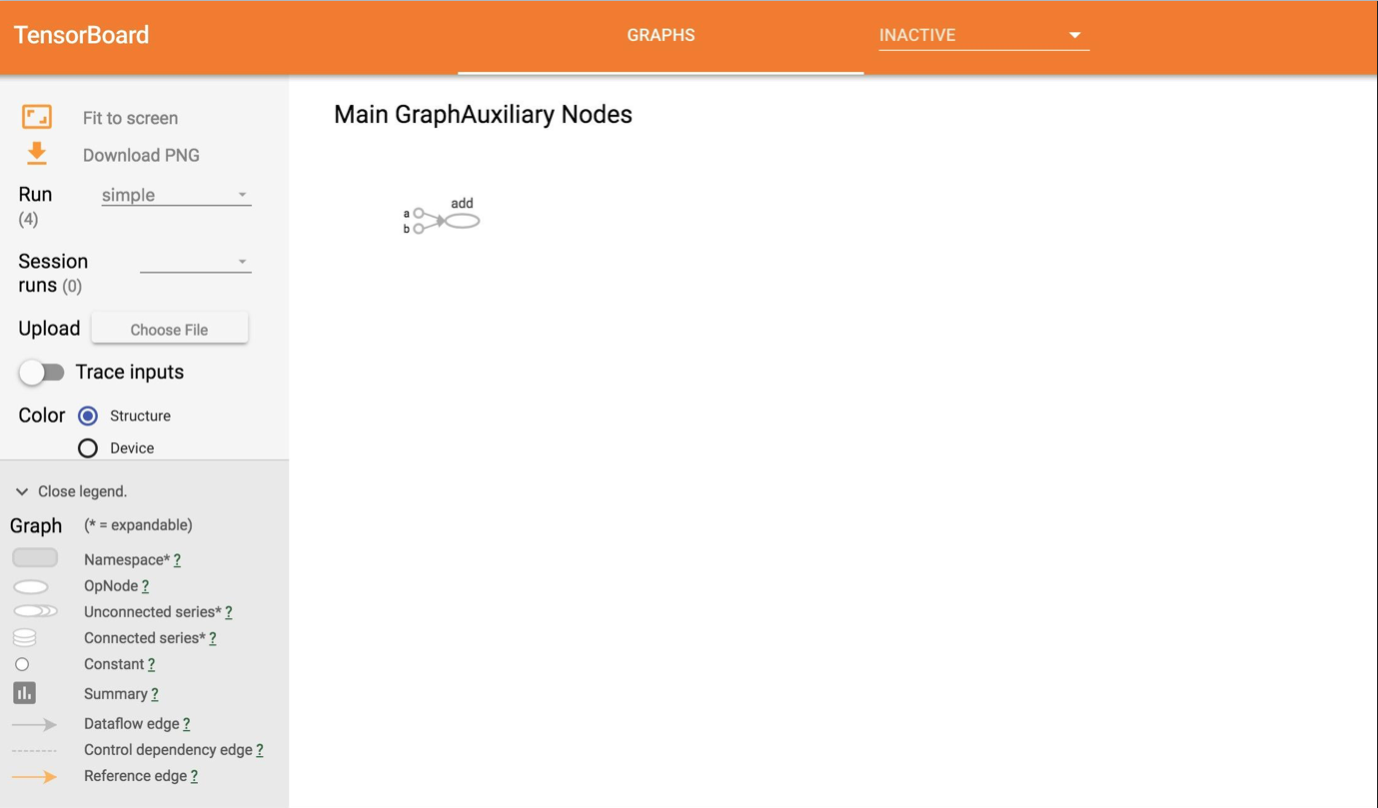 TensorBoard
GRAPHS
INACTIVE
Fit to screen
Download PNG
Run
(4)
simple
Session
runs (0)
Upload
Choose File
Trace inputs
Color
Structure
Device
Close legend.
Graph
(* = expandable)
Namespace* ?
OpNode ?
Unconnected series* ?
Connected series* ?
Constant ?
Summary ?
Dataflow edge ?
Control dependency edge ?
Reference edge ?
Main GraphAuxiliary Nodes
add
a
b